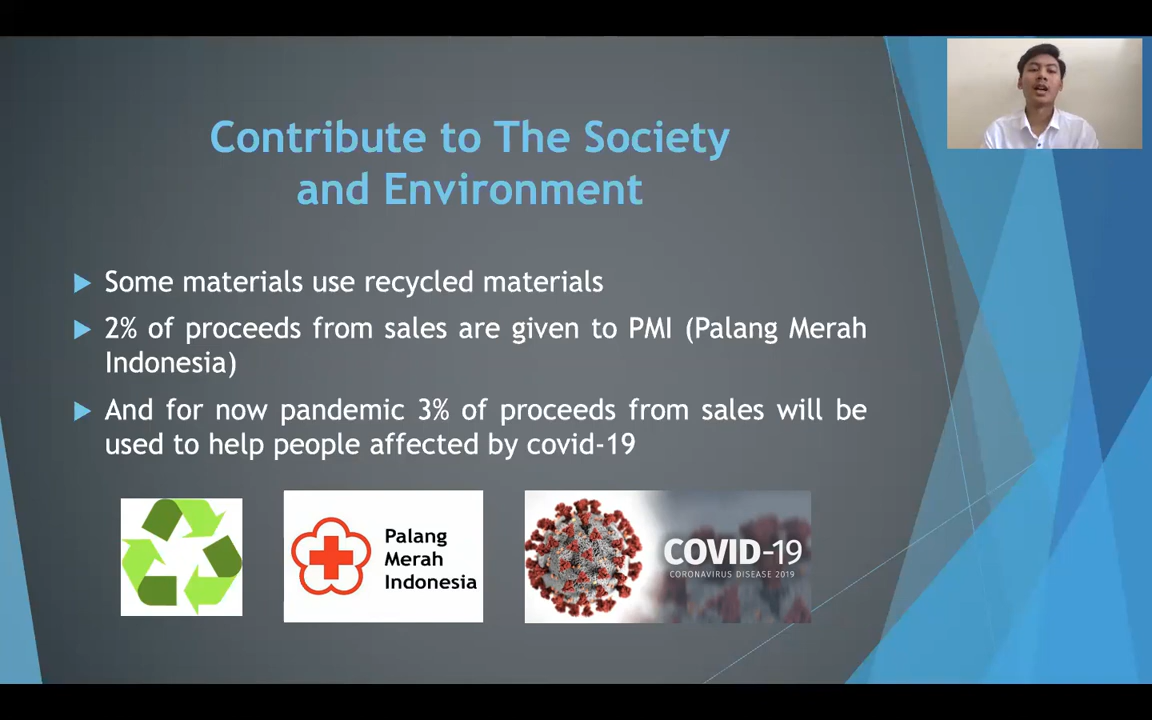 Contribute to The Society
and Environment
Some materials use recycled materials
2% of proceeds from sales are given to PMI (Palang Merah
Indonesia)
And for now pandemic 3% of proceeds from sales will be
used to help people affected by covid-19
Palang
Merah
Indonesia
COVID-19
CORONAVIRUS DISEASE 2019